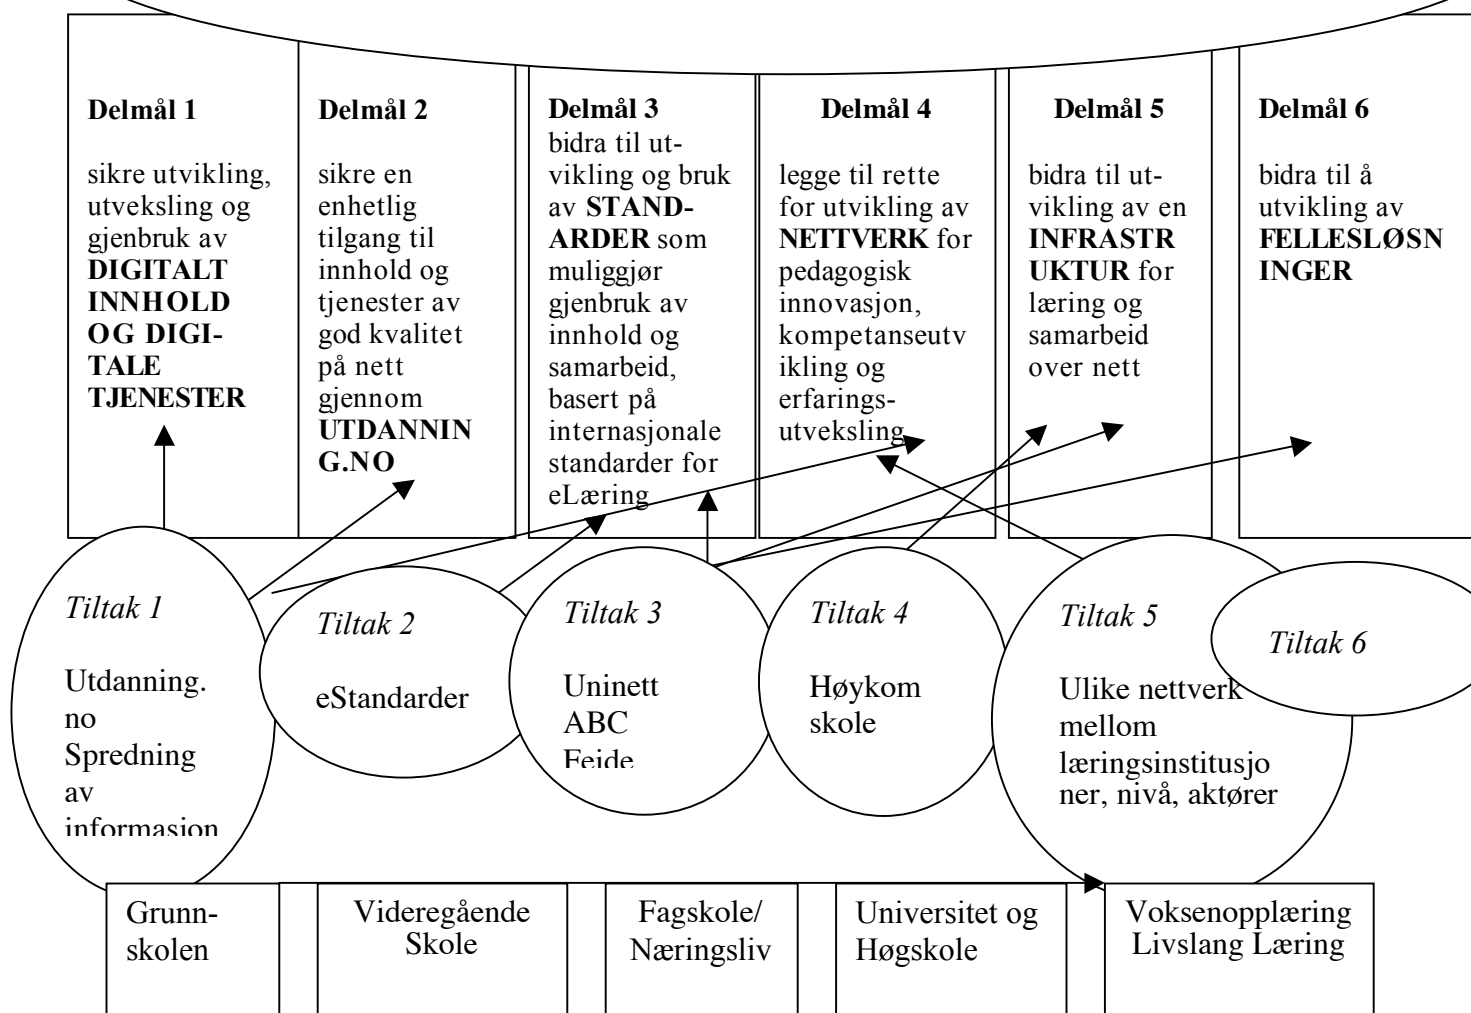 Delmål 1
sikre utvikling,
utveksling og
gjenbruk av
DIGITALT
INNHOLD
OG DIGI-
TALE
TJENESTER
Delmål 2
sikre en
enhetlig
tilgang til
innhold og
tjenester av
god kvalitet
på nett
gjennom
UTDANNIN
G.NO
Delmål 3
bidra til ut-
vikling og bruk
av STAND-
ARDER som
muliggjør
gjenbruk av
innhold og
samarbeid,
basert på
internasjonale
standarder for
eLæring
Delmål 4
legge til rette
for utvikling av
NETTVERK for
pedagogisk
innovasjon,
kompetanseutv
ikling og
erfarings-
utveksling
Delmål 5
bidra til ut-
vikling av en
INFRASTR
UKTUR for
læring og
samarbeid
over nett
Delmål 6
bidra til å
utvikling av
FELLESLØSN
INGER
Tiltak 1
Utdanning.
no
Spredning
av
informasjon
Tiltak 2
eStandarder
Tiltak 3
Uninett
ABC
Feide
Tiltak 4
Høykom
skole
Tiltak 5
Ulike nettverk
mellom
læringsinstitusjo
ner, nivå, aktører
Tiltak 6
Grunn-
skolen
Videregående
Skole
Fagskole/
Næringsliv
Universitet og
Høgskole
Voksenopplæring
Livslang Læring